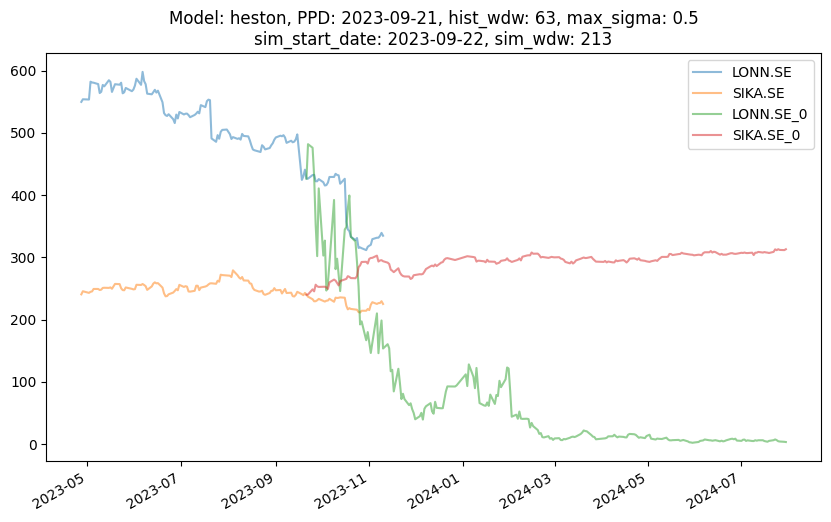 Model: heston, PPD: 2023-09-21, hist_wdw: 63, max_sigma: 0.5
sim_start_date: 2023-09-22, sim_wdw: 213
LONN.SE
SIKA.SE
LONN.SE_0
SIKA.SE_0
600
500
400
300
200
100
0
2023-05
2023-07
2023-09
2023-11
2024-01
2024-03
2024-05
2024-07